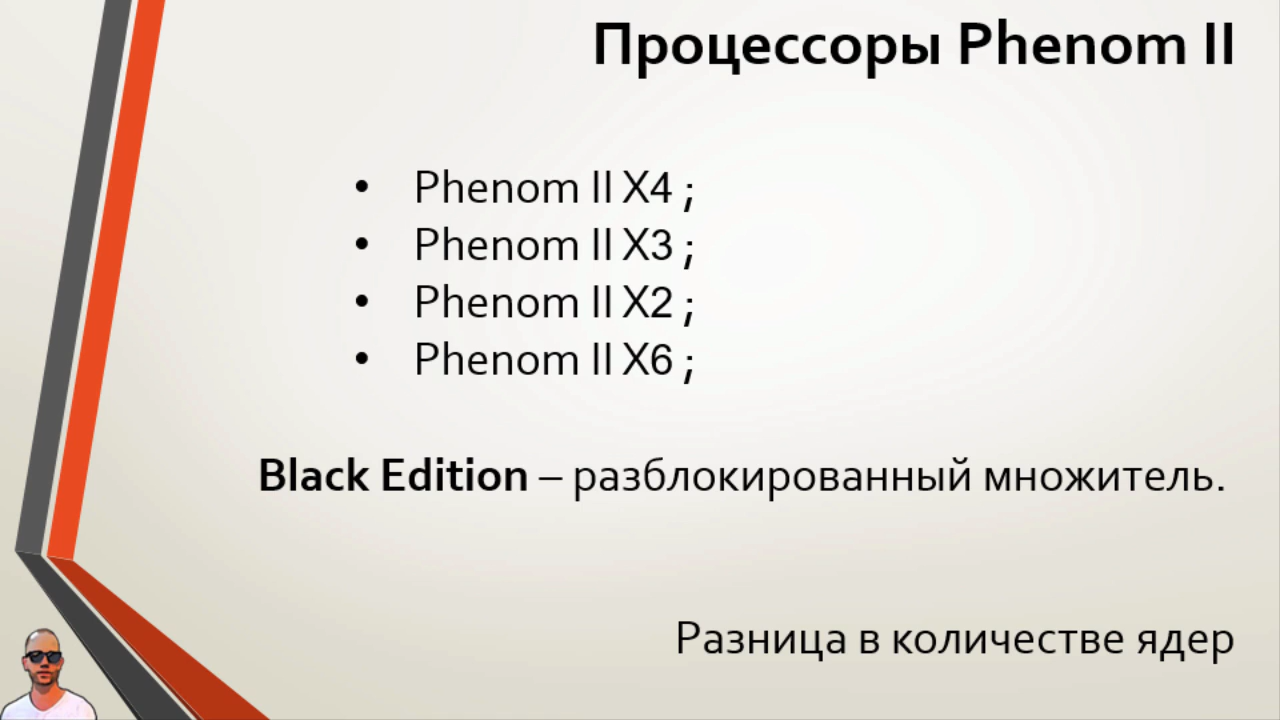 Процессоры Phenom II
• Phenom II X4 ;
• Phenom II X3 ;
• Phenom II X2 ;
• Phenom II X6 ;
Black Edition – разблокированный множитель.
Разница в количестве ядер